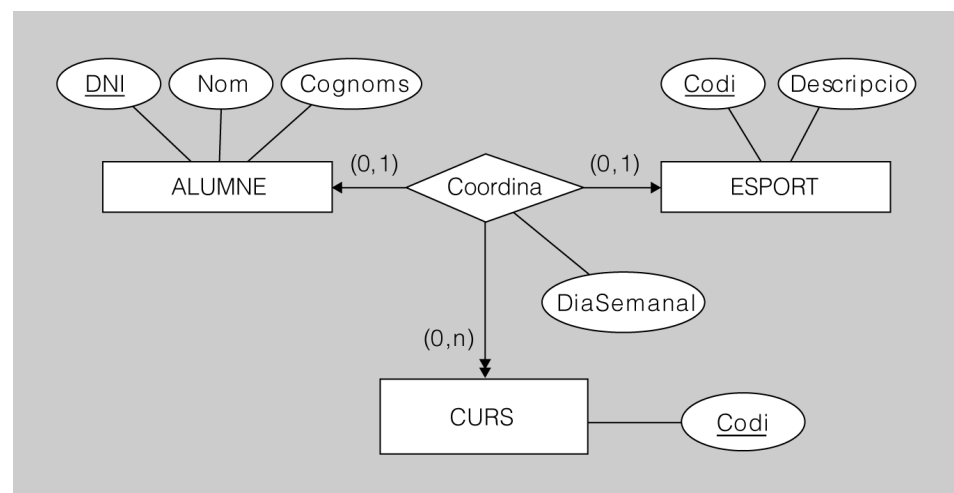 DNI
Nom
Cognoms
Codi
Descripcio
(0,1)
(0,1)
ALUMNE
Coordina
ESPORT
DiaSemanal
(0,n)
CURS
Codi